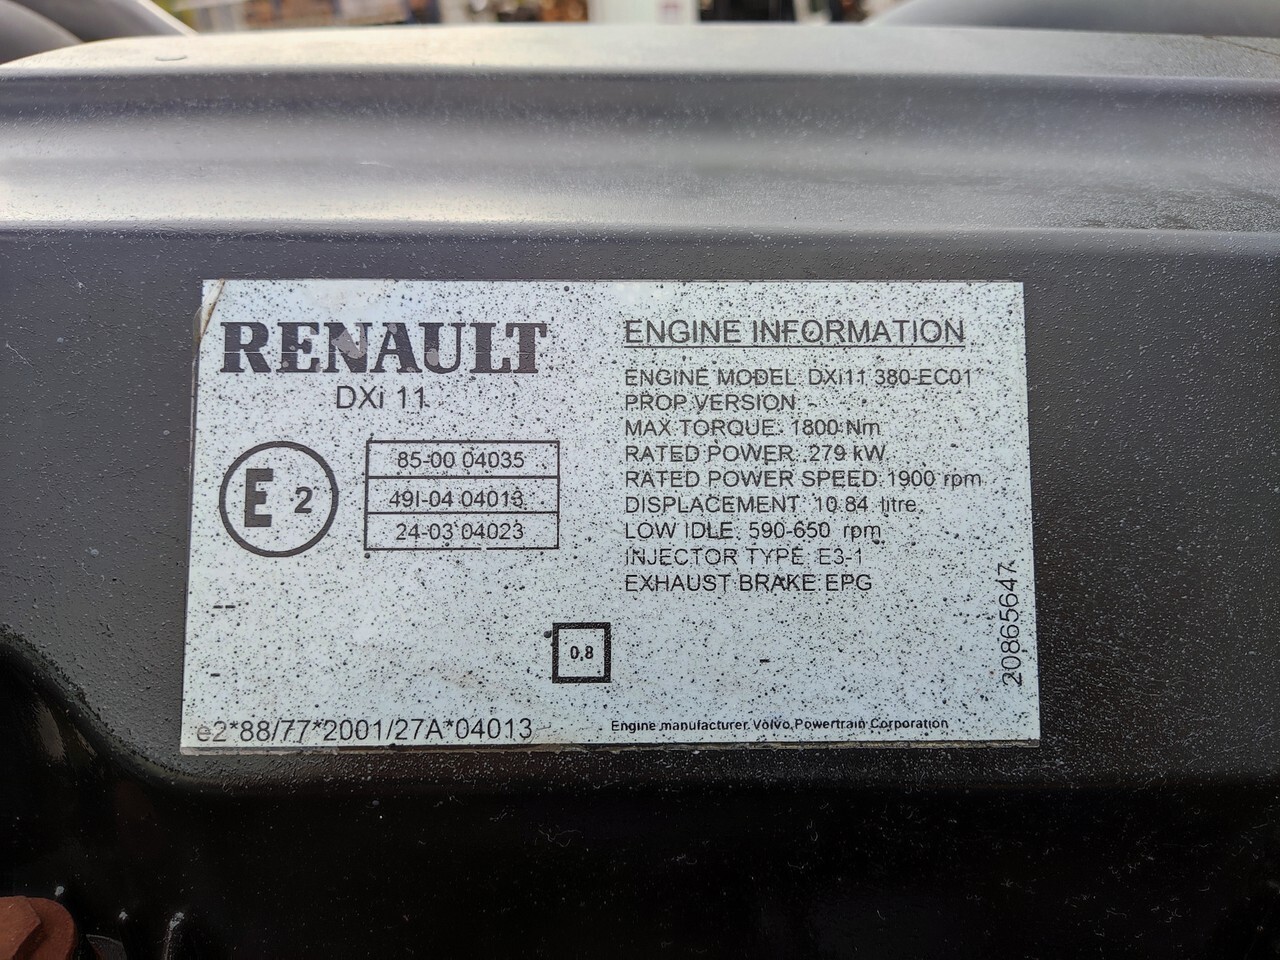 RENAULT
DXi 11
E 2
85-00 04035
49I-04 04013
24-03 04023
--
-
0,8
e2*88/77*2001/27A*04013
ENGINE INFORMATION
ENGINE MODEL: DXi11 380-EC01
PROP VERSION: -
MAX TORQUE: 1800 Nm
RATED POWER: 279 kW
RATED POWER SPEED: 1900 rpm
DISPLACEMENT: 10.84 litre
LOW IDLE: 590-650 rpm
INJECTOR TYPE: E3-1
EXHAUST BRAKE EPG
-
20865647
Engine manufacturer, Volvo Powertrain Corporation